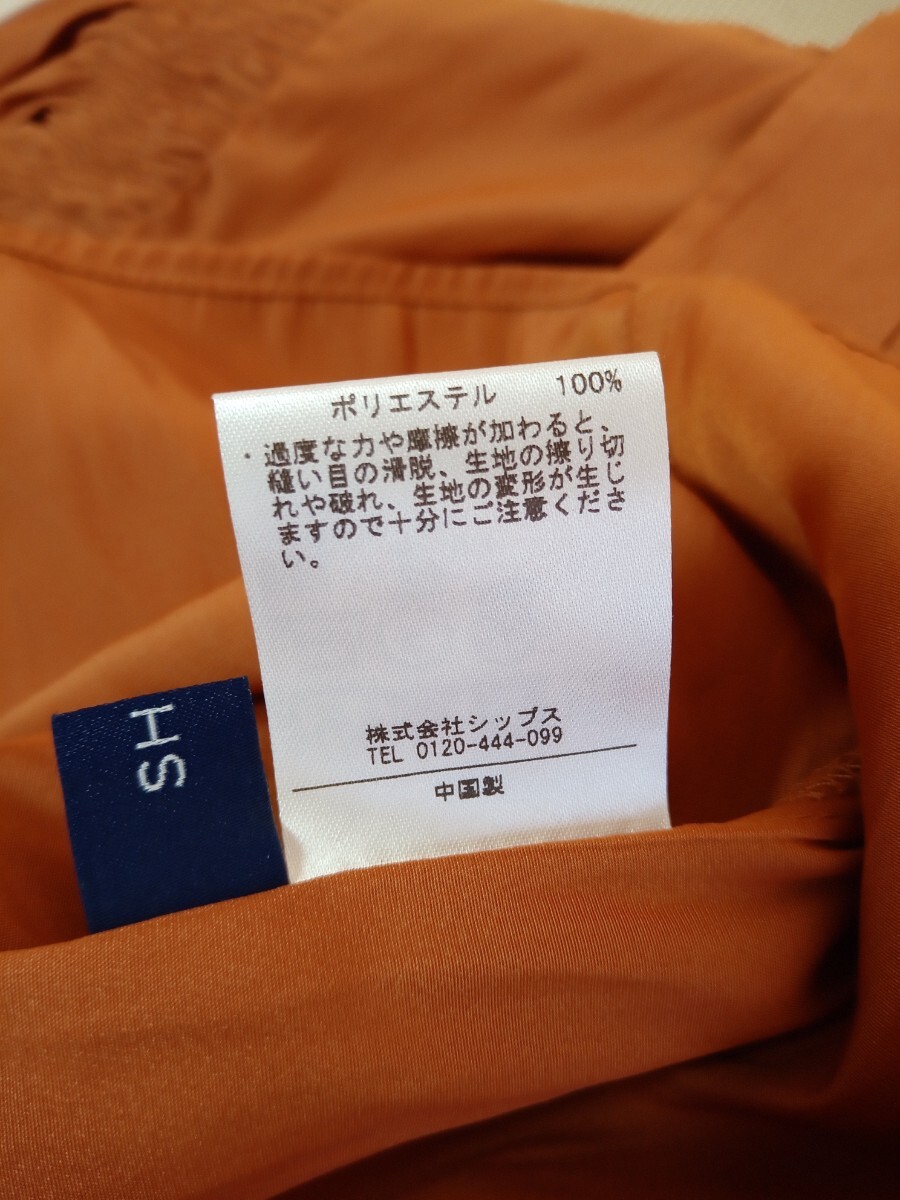 ポリエステル 100%
・過度な力や摩擦が加わると、
縫い目の滑脱、生地の擦り切
れや破れ、生地の変形が生じ
ますので十分にご注意くださ
い。
株式会社シップス
TEL 0120-444-099
中国製
SH